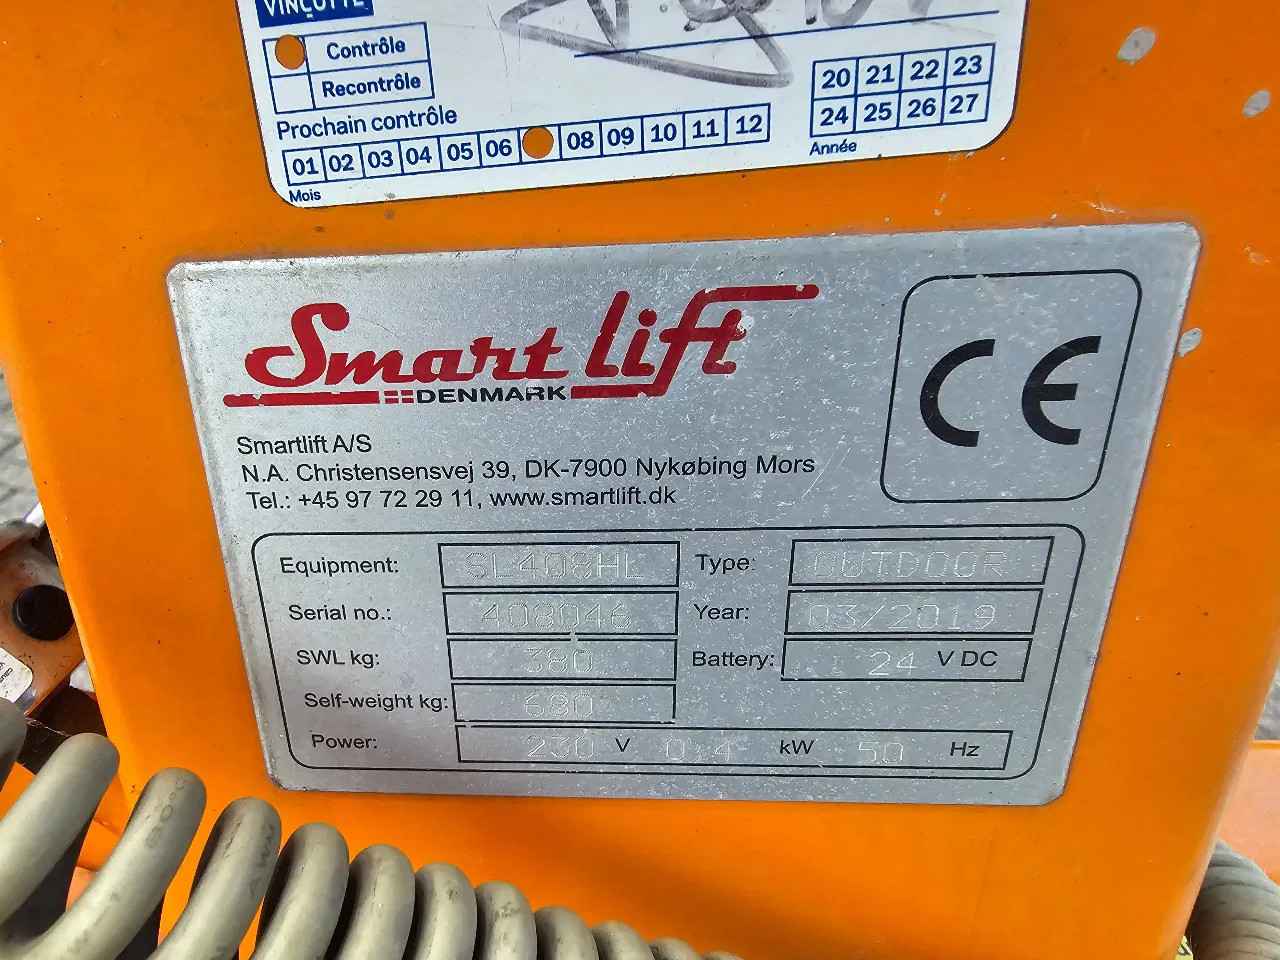 VINÇOTTE
Contrôle
Recontrôle
Prochain contrôle
01 02 03 04 05 06 08 09 10 11 12
Mois
20 21 22 23
24 25 26 27
Année
Smart lift
DENMARK
CE
Smartlift A/S
N.A. Christensensvej 39, DK-7900 Nykøbing Mors
Tel.: +45 97 72 29 11, www.smartlift.dk
Equipment: SL408HL Type: OUTDOOR
Serial no.: 408046 Year: 03/2019
SWL kg: 380 Battery: 24 V DC
Self-weight kg: 680
Power: 230 V 0,4 kW 50 Hz